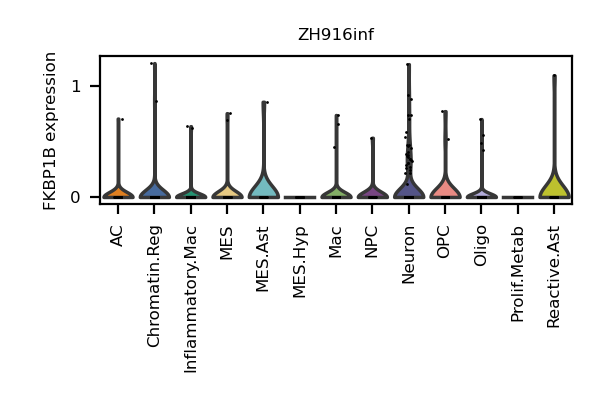 ZH916inf
FKBP1B expression
1
0
AC
Chromatin.Reg
Inflammatory.Mac
MES
MES.Ast
MES.Hyp
Mac
NPC
Neuron
OPC
Oligo
Prolif.Metab
Reactive.Ast